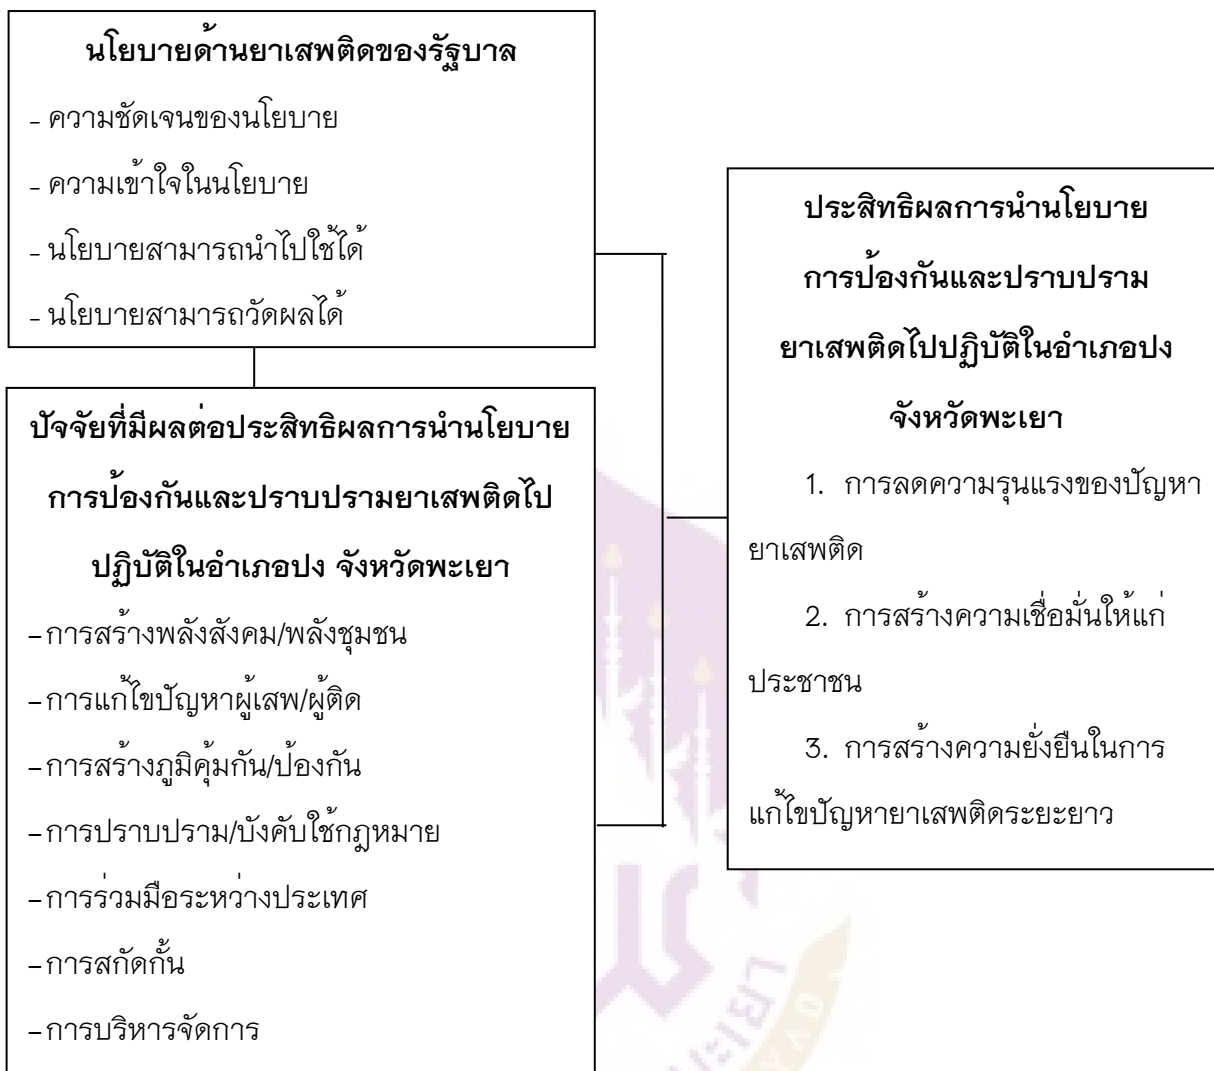 นโยบายด้านยาเสพติดของรัฐบาล
- ความชัดเจนของนโยบาย
- ความเข้าใจในนโยบาย
- นโยบายสามารถนำไปใช้ได้
- นโยบายสามารถวัดผลได้
ปัจจัยที่มีผลต่อประสิทธิผลการนำนโยบาย
การป้องกันและปราบปรามยาเสพติดไป
ปฏิบัติในอำเภอปง จังหวัดพะเยา
-การสร้างพลังสังคม/พลังชุมชน
-การแก้ไขปัญหาผู้เสพ/ผู้ติด
-การสร้างภูมิคุ้มกัน/ป้องกัน
-การปราบปราม/บังคับใช้กฎหมาย
-การร่วมมือระหว่างประเทศ
-การสกัดกั้น
-การบริหารจัดการ
ประสิทธิผลการนำนโยบาย
การป้องกันและปราบปราม
ยาเสพติดไปปฏิบัติในอำเภอปง
จังหวัดพะเยา
1. การลดความรุนแรงของปัญหา
ยาเสพติด
2. การสร้างความเชื่อมั่นให้แก่
ประชาชน
3. การสร้างความยั่งยืนในการ
แก้ไขปัญหายาเสพติดระยะยาว